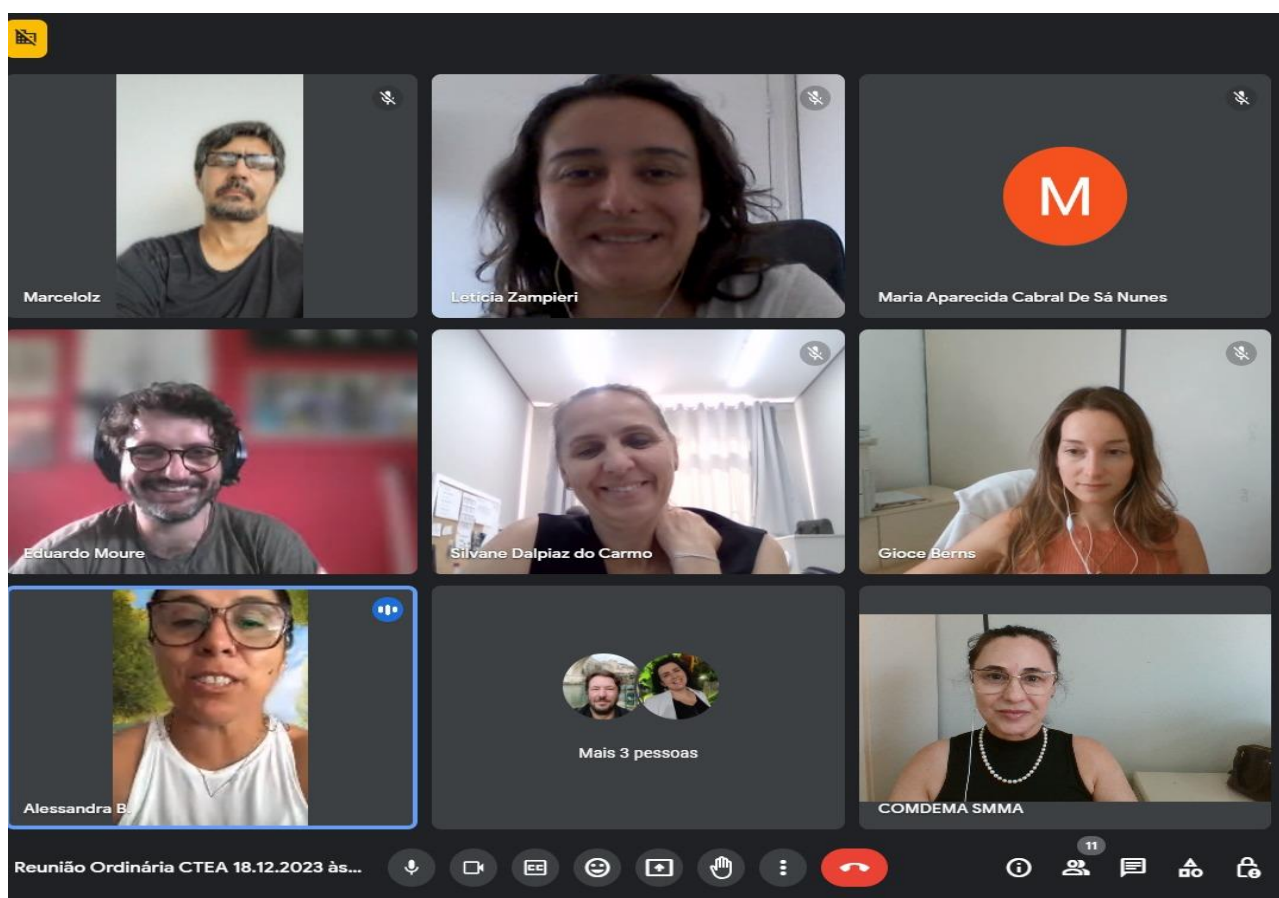 Marcelolz
Leticia Zampieri
M
Maria Aparecida Cabral De Sá Nunes
Eduardo Moure
Silvane Dalpiaz do Carmo
Gioce Berns
Alessandra B.
Mais 3 pessoas
COMDEMA SMMA
Reunião Ordinária CTEA 18.12.2023 às...
CC
11